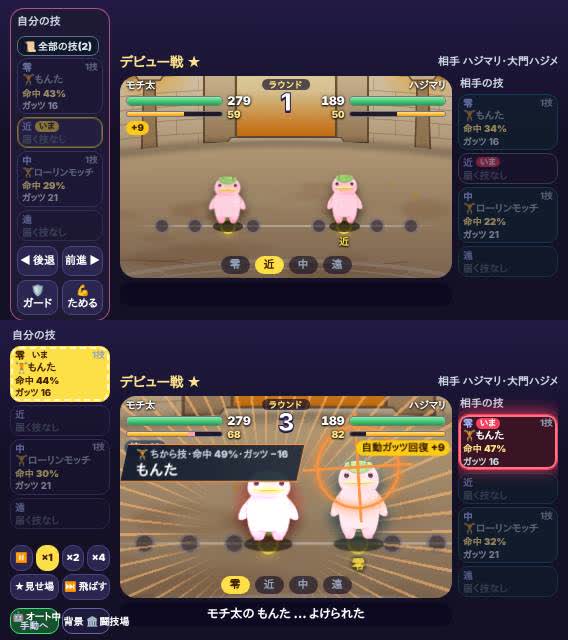 自分の技
📜全部の技(2)
零 1技
🏋もんた
命中 43%
ガッツ 16
近 いま
届く技なし
中 1技
🏋ローリンモッチ
命中 29%
ガッツ 21
遠
届く技なし
◀ 後退 前進 ▶
🛡️ ガード
💪 ためる
デビュー戦 ★ 相手 ハジマリ･大門ハジメ
モチ太 ラウンド ハジマリ
279 1 189
59 50
+9
近
零 近 中 遠
相手の技
零 1技
🏋もんた
命中 34%
ガッツ 16
近 いま
届く技なし
中 1技
🏋ローリンモッチ
命中 22%
ガッツ 21
遠
届く技なし
自分の技
零 いま 1技
🏋もんた
命中 44%
ガッツ 16
近
届く技なし
中 1技
🏋ローリンモッチ
命中 30%
ガッツ 21
遠
届く技なし
⏸ ×1 ×2 ×4
★見せ場 ⏩ 飛ばす
🤖 オート中
手動へ
背景 🏛️ 闘技場
デビュー戦 ★ 相手 ハジマリ･大門ハジメ
モチ太 ラウンド ハジマリ
279 3 189
68 82
自動ガッツ回復 +9
🏋 ちから技･命中 49%･ガッツ −16
もんた
零
零 近 中 遠
モチ太の もんた … よけられた
相手の技
零 いま 1技
🏋もんた
命中 47%
ガッツ 16
近
届く技なし
中 1技
🏋ローリンモッチ
命中 32%
ガッツ 21
遠
届く技なし